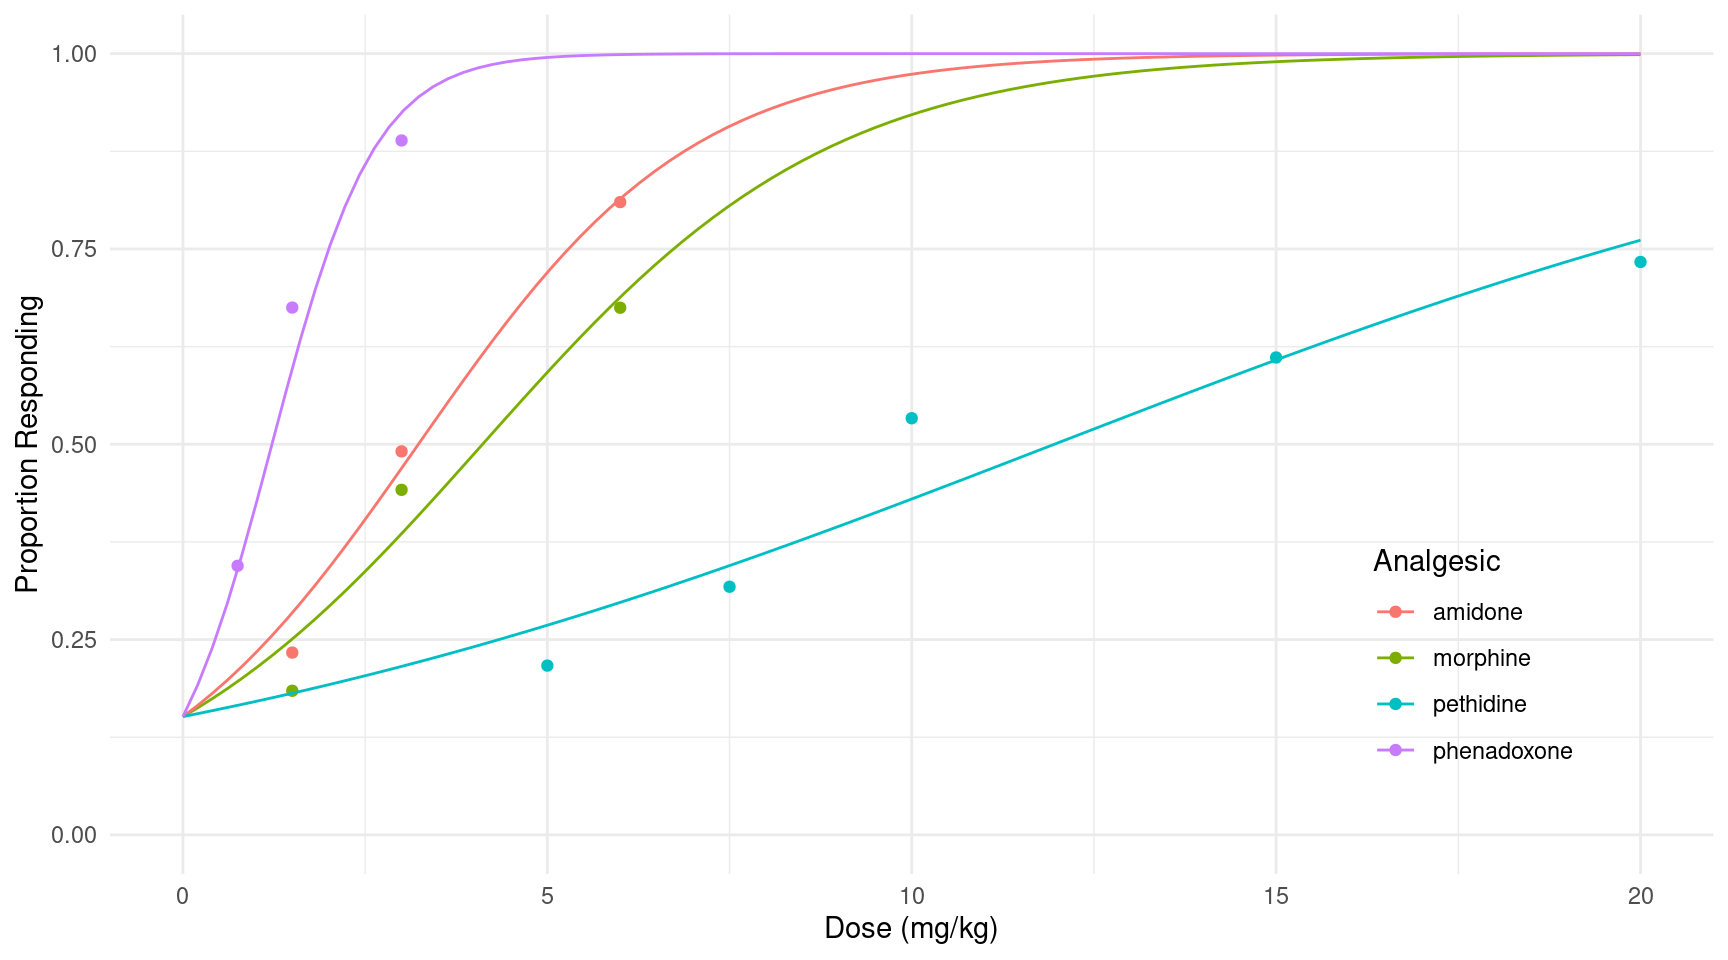 1.00
0.75
0.50
0.25
0.00
Proportion Responding
0 5 10 15 20
Dose (mg/kg)
Analgesic
amidone
morphine
pethidine
phenadoxone